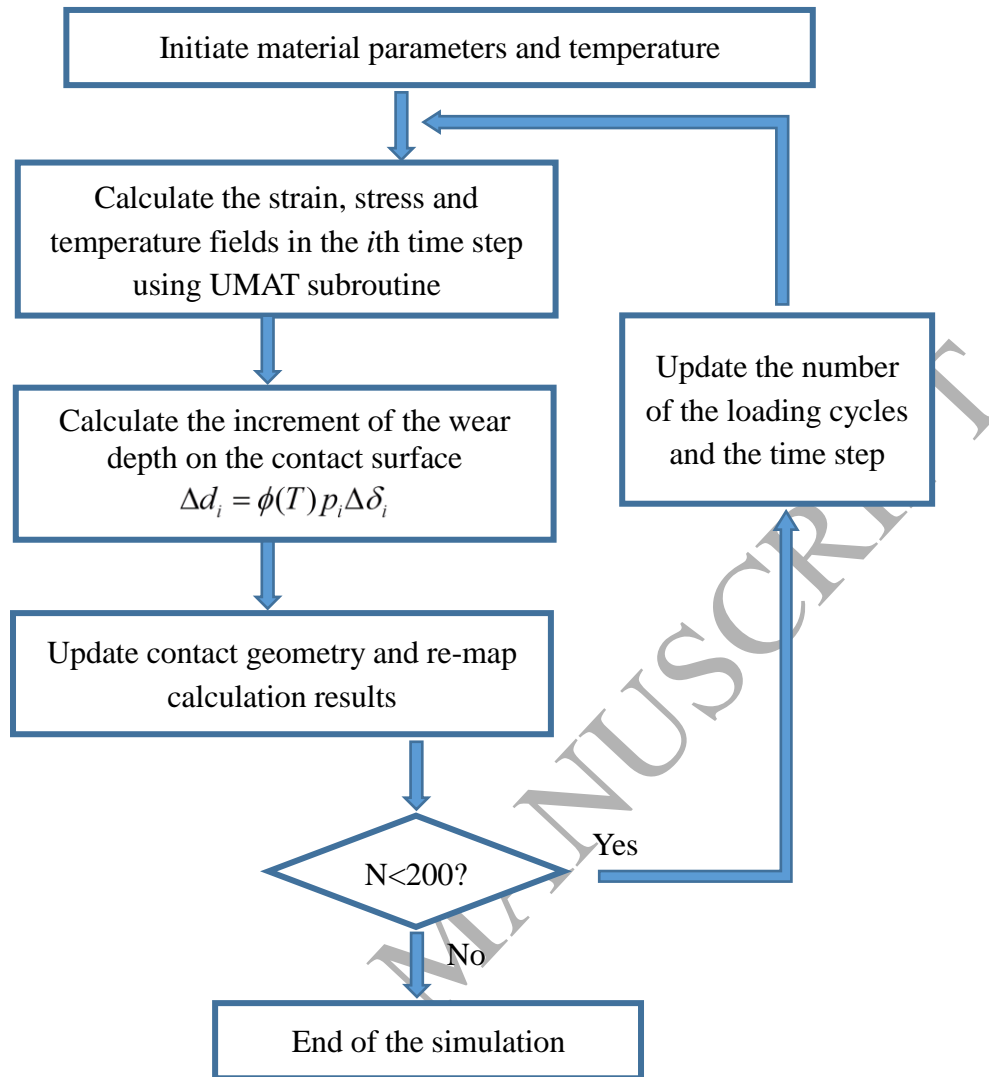 Initiate material parameters and temperature
Calculate the strain, stress and
temperature fields in the ith time step
using UMAT subroutine
Calculate the increment of the wear
depth on the contact surface
Δd_i = ϕ(T) p_i Δδ_i
Update contact geometry and re-map
calculation results
N<200?
Yes
No
End of the simulation
Update the number
of the loading cycles
and the time step
MANUSCRIPT